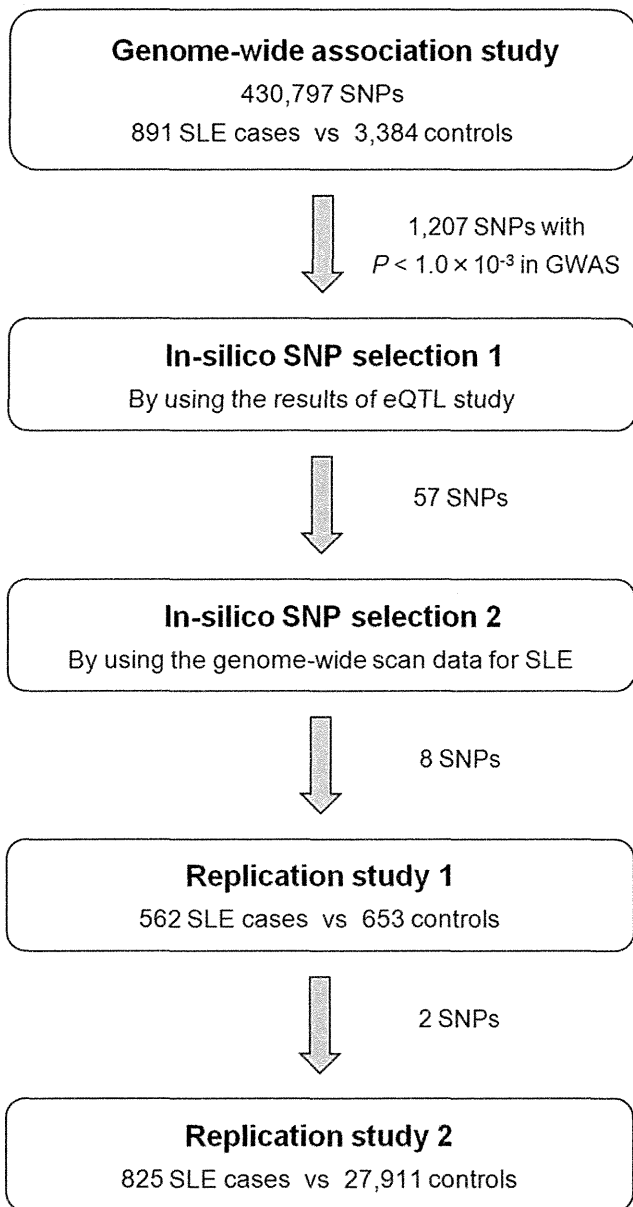 Genome-wide association study
430,797 SNPs
891 SLE cases vs 3,384 controls
1,207 SNPs with
P < 1.0 × 10⁻³ in GWAS
In-silico SNP selection 1
By using the results of eQTL study
57 SNPs
In-silico SNP selection 2
By using the genome-wide scan data for SLE
8 SNPs
Replication study 1
562 SLE cases vs 653 controls
2 SNPs
Replication study 2
825 SLE cases vs 27,911 controls